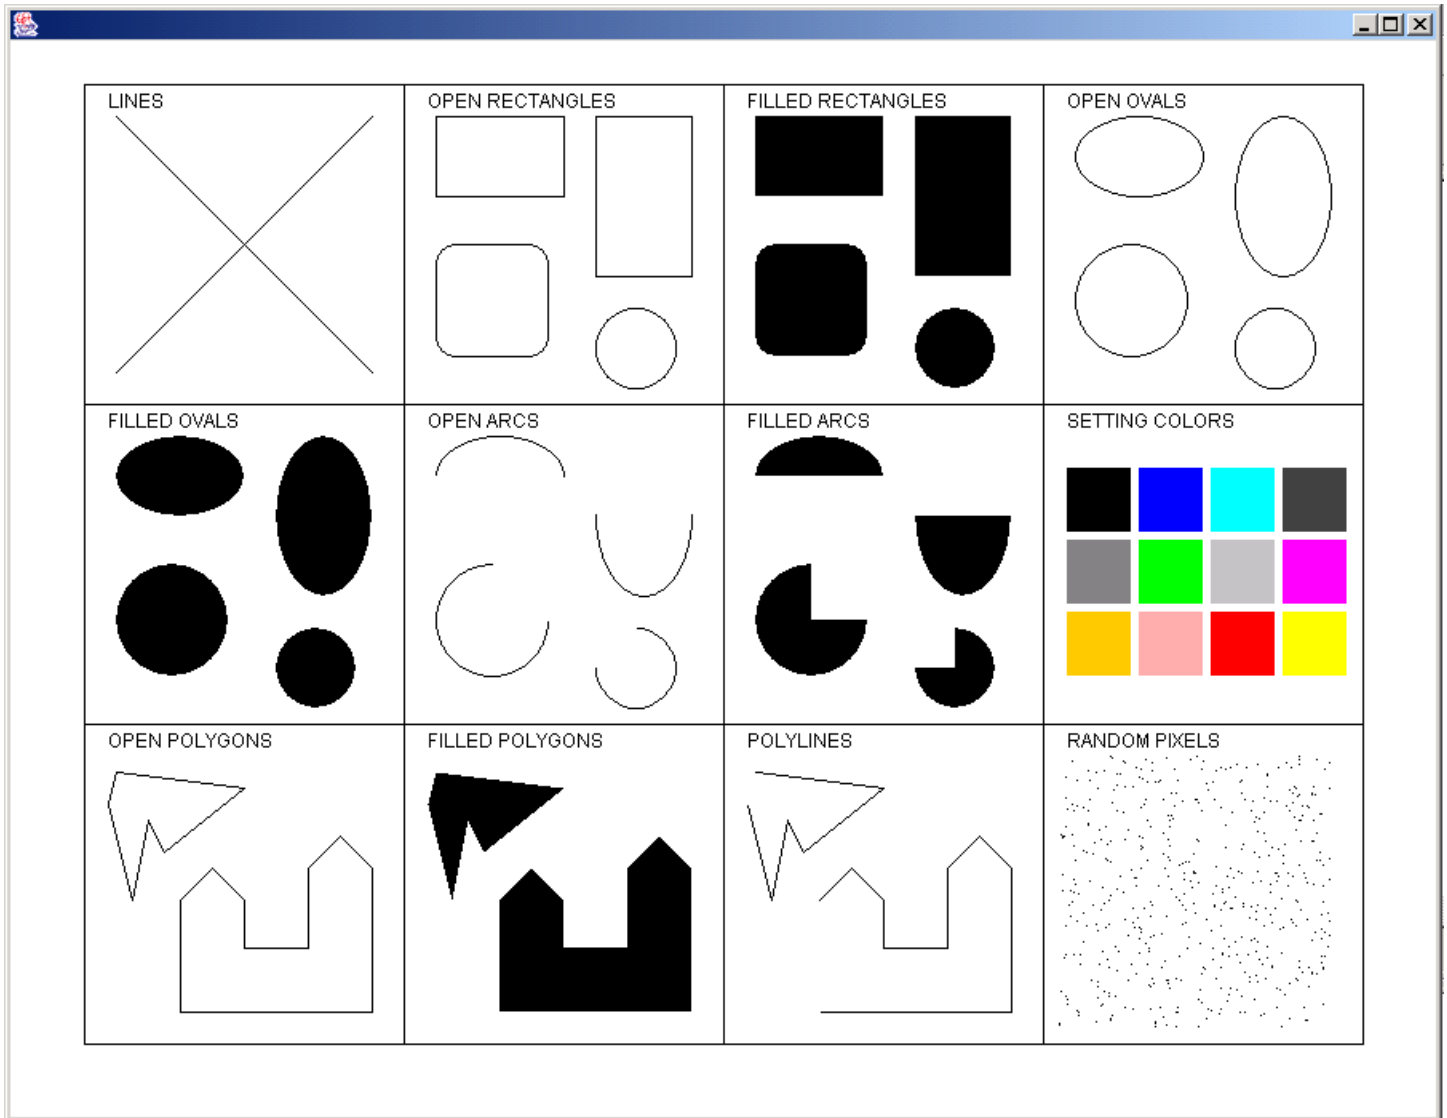 LINES
OPEN RECTANGLES
FILLED RECTANGLES
OPEN OVALS
FILLED OVALS
OPEN ARCS
FILLED ARCS
SETTING COLORS
OPEN POLYGONS
FILLED POLYGONS
POLYLINES
RANDOM PIXELS